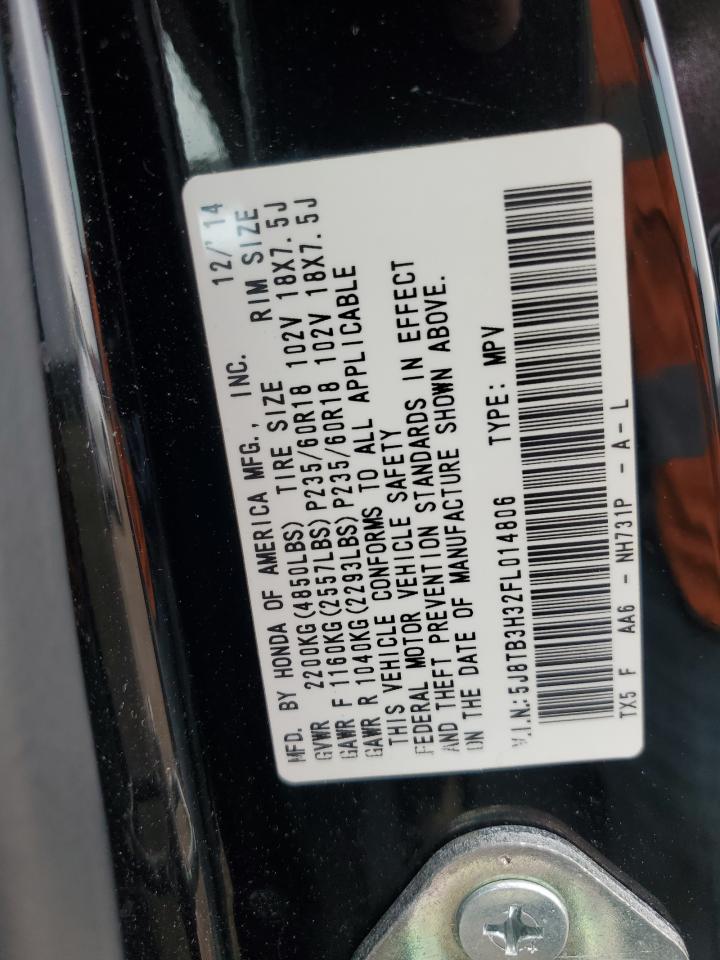 MFD. BY HONDA OF AMERICA MFG., INC. 12/'14
GVWR 2200KG(4850LBS) TIRE SIZE RIM SIZE
GAWR F 1160KG(2557LBS) P235/60R18 102V 18X7.5J
GAWR R 1040KG(2293LBS) P235/60R18 102V 18X7.5J
THIS VEHICLE CONFORMS TO ALL APPLICABLE
FEDERAL MOTOR VEHICLE SAFETY
AND THEFT PREVENTION STANDARDS IN EFFECT
ON THE DATE OF MANUFACTURE SHOWN ABOVE.
V.I.N.:5J8TB3H32FL014806 TYPE: MPV
TX5 F AA6 - NH731P - A - L